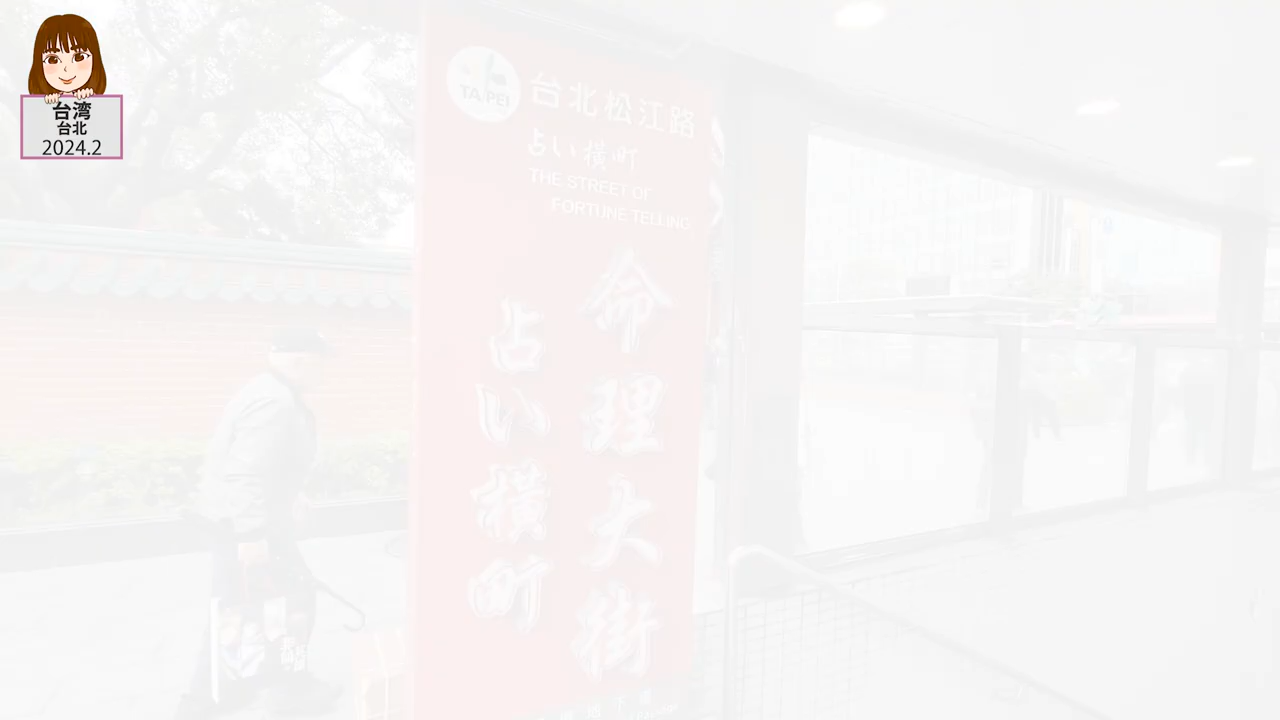 台湾
台北
2024.2
TAIPEI
台北松江路
占い横町
THE STREET OF
FORTUNE TELLING
命理大街
占い横町